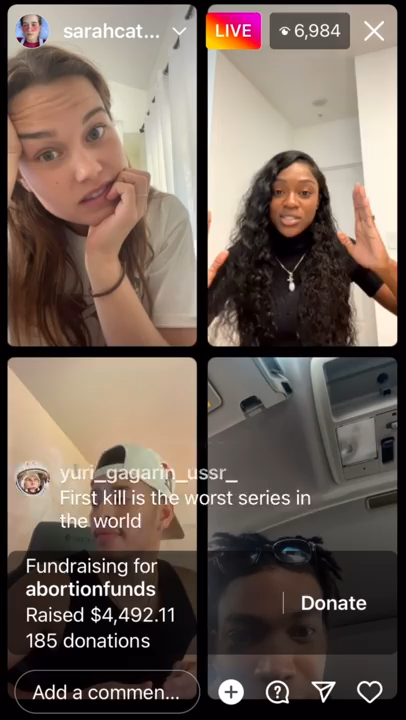 sarahcat...
LIVE
6,984
yuri_gagarin_ussr_
First kill is the worst series in
the world
Fundraising for
abortionfunds
Raised $4,492.11
185 donations
Donate
Add a commen...